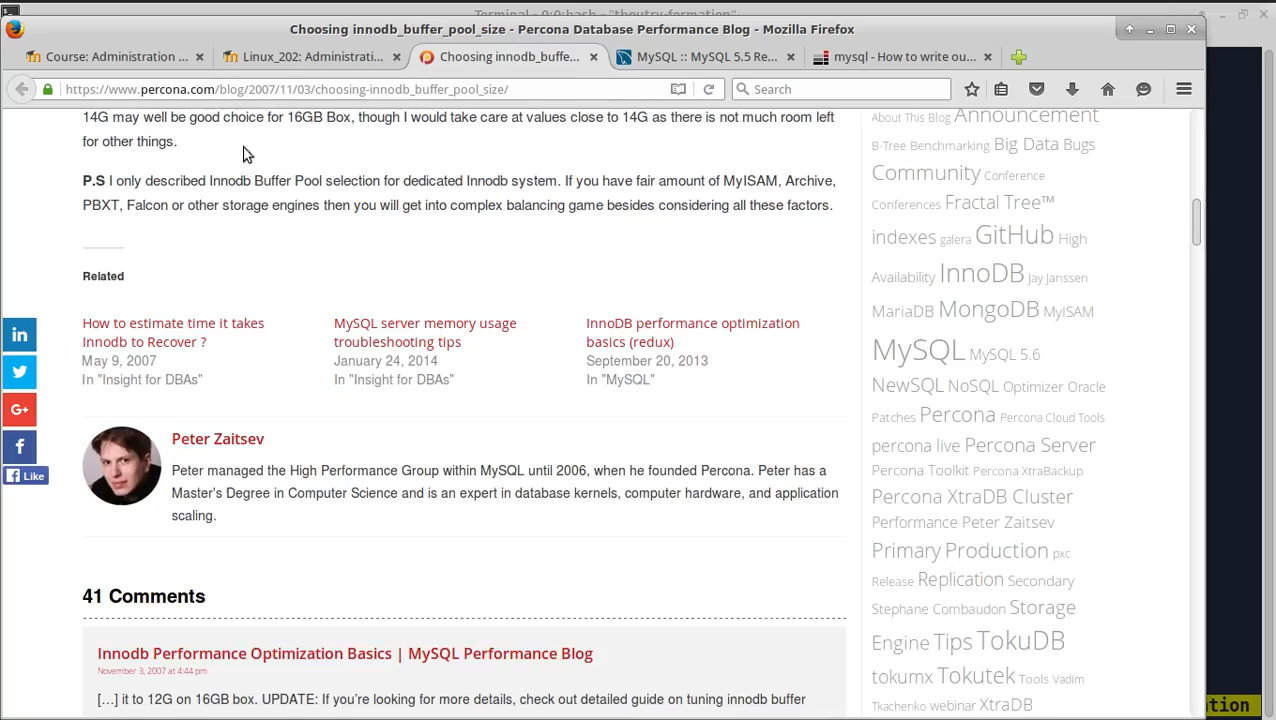 Terminal - 0:0:bash - "theutry-formation"
Choosing innodb_buffer_pool_size - Percona Database Performance Blog - Mozilla Firefox
Course: Administration ...
Linux_202: Administrati...
Choosing innodb_buffe...
MySQL :: MySQL 5.5 Re...
mysql - How to write ou...
https://www.percona.com/blog/2007/11/03/choosing-innodb_buffer_pool_size/
Search
14G may well be good choice for 16GB Box, though I would take care at values close to 14G as there is not much room left
for other things.
P.S I only described Innodb Buffer Pool selection for dedicated Innodb system. If you have fair amount of MyISAM, Archive,
PBXT, Falcon or other storage engines then you will get into complex balancing game besides considering all these factors.
Related
How to estimate time it takes
Innodb to Recover ?
May 9, 2007
In "Insight for DBAs"
MySQL server memory usage
troubleshooting tips
January 24, 2014
In "Insight for DBAs"
InnoDB performance optimization
basics (redux)
September 20, 2013
In "MySQL"
in
G+
f
Like
Peter Zaitsev
Peter managed the High Performance Group within MySQL until 2006, when he founded Percona. Peter has a
Master's Degree in Computer Science and is an expert in database kernels, computer hardware, and application
scaling.
41 Comments
Innodb Performance Optimization Basics | MySQL Performance Blog
November 3, 2007 at 4:44 pm
[…] it to 12G on 16GB box. UPDATE: If you're looking for more details, check out detailed guide on tuning innodb buffer
About This Blog Announcement
B-Tree Benchmarking Big Data Bugs
Community Conference
Conferences Fractal Tree™
indexes galera GitHub High
Availability InnoDB Jay Janssen
MariaDB MongoDB MyISAM
MySQL MySQL 5.6
NewSQL NoSQL Optimizer Oracle
Patches Percona Percona Cloud Tools
percona live Percona Server
Percona Toolkit Percona XtraBackup
Percona XtraDB Cluster
Performance Peter Zaitsev
Primary Production pxc
Release Replication Secondary
Stephane Combaudon Storage
Engine Tips TokuDB
tokumx Tokutek Tools Vadim
Tkachenko webinar XtraDB
tion